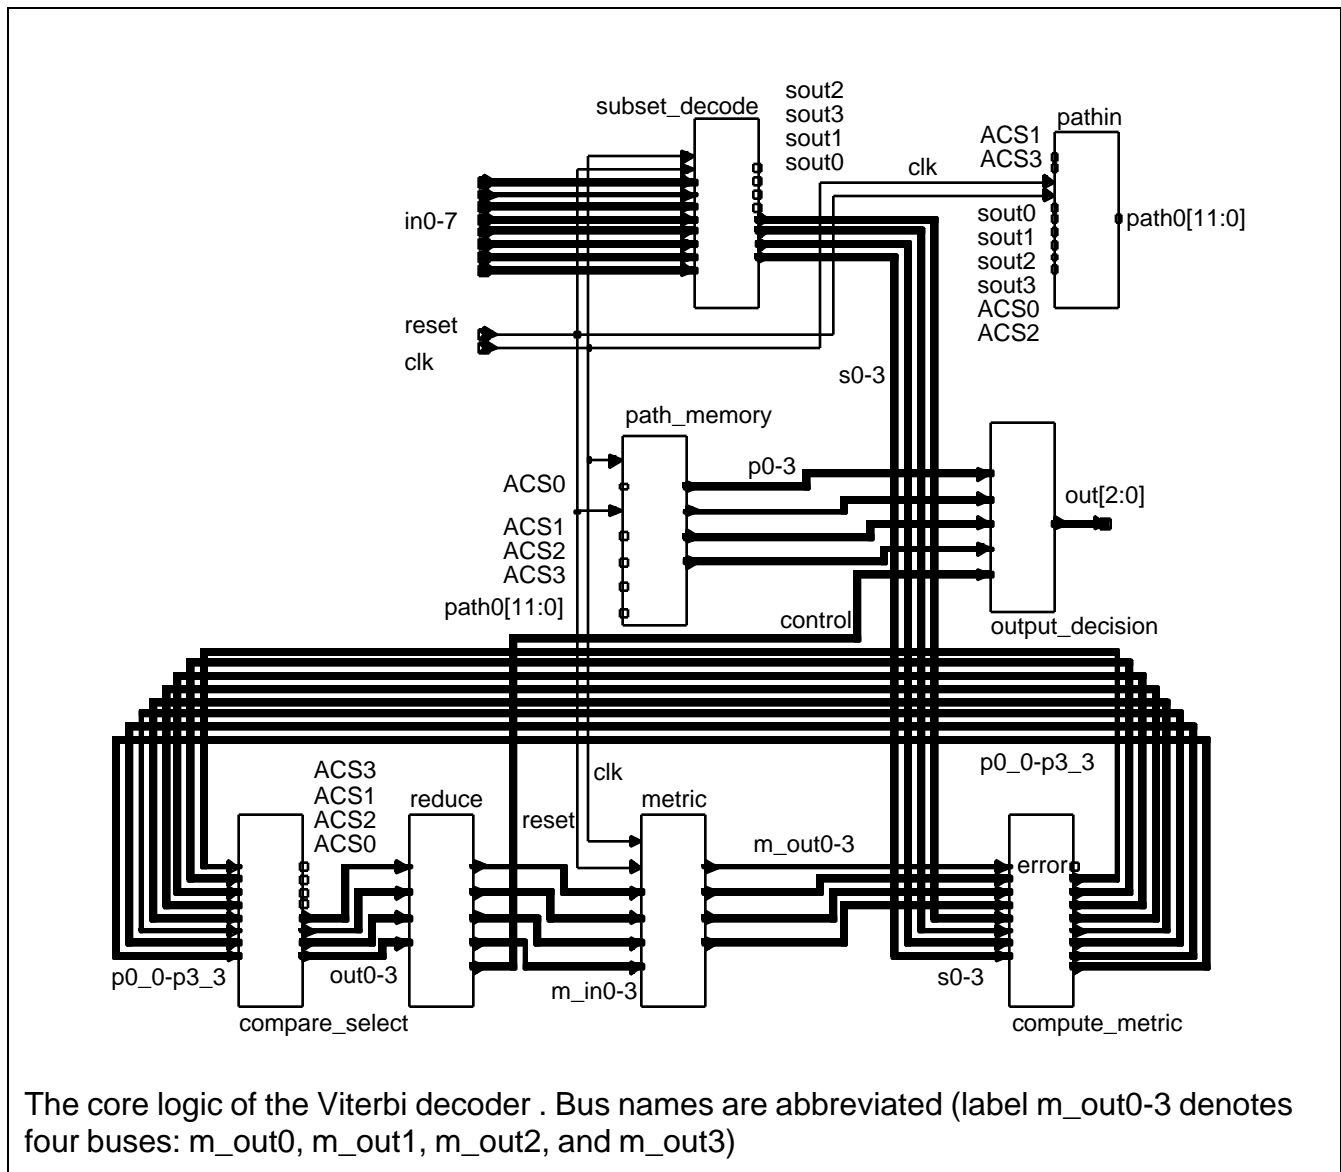 sout2
subset_decode
sout3
sout1
sout0
pathin
ACS1
ACS3
clk
in0-7
sout0
sout1
sout2
sout3
ACS0
ACS2
path0[11:0]
reset
clk
s0-3
path_memory
p0-3
ACS0
ACS1
ACS2
ACS3
path0[11:0]
out[2:0]
control
output_decision
p0_0-p3_3
ACS3
ACS1
ACS2
ACS0
reduce
clk
reset
metric
m_out0-3
error
p0_0-p3_3
out0-3
m_in0-3
s0-3
compare_select
compute_metric
The core logic of the Viterbi decoder . Bus names are abbreviated (label m_out0-3 denotes
four buses: m_out0, m_out1, m_out2, and m_out3)